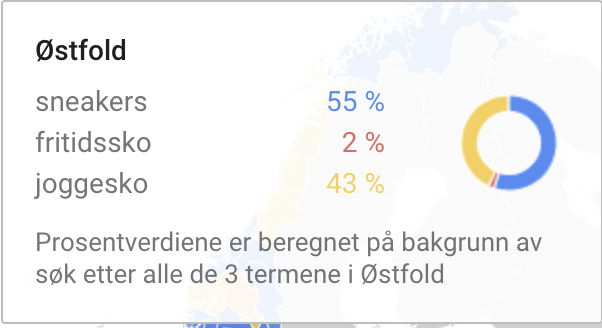 Østfold
sneakers 55 %
fritidssko 2 %
joggesko 43 %
Prosentverdiene er beregnet på bakgrunn av
søk etter alle de 3 termene i Østfold